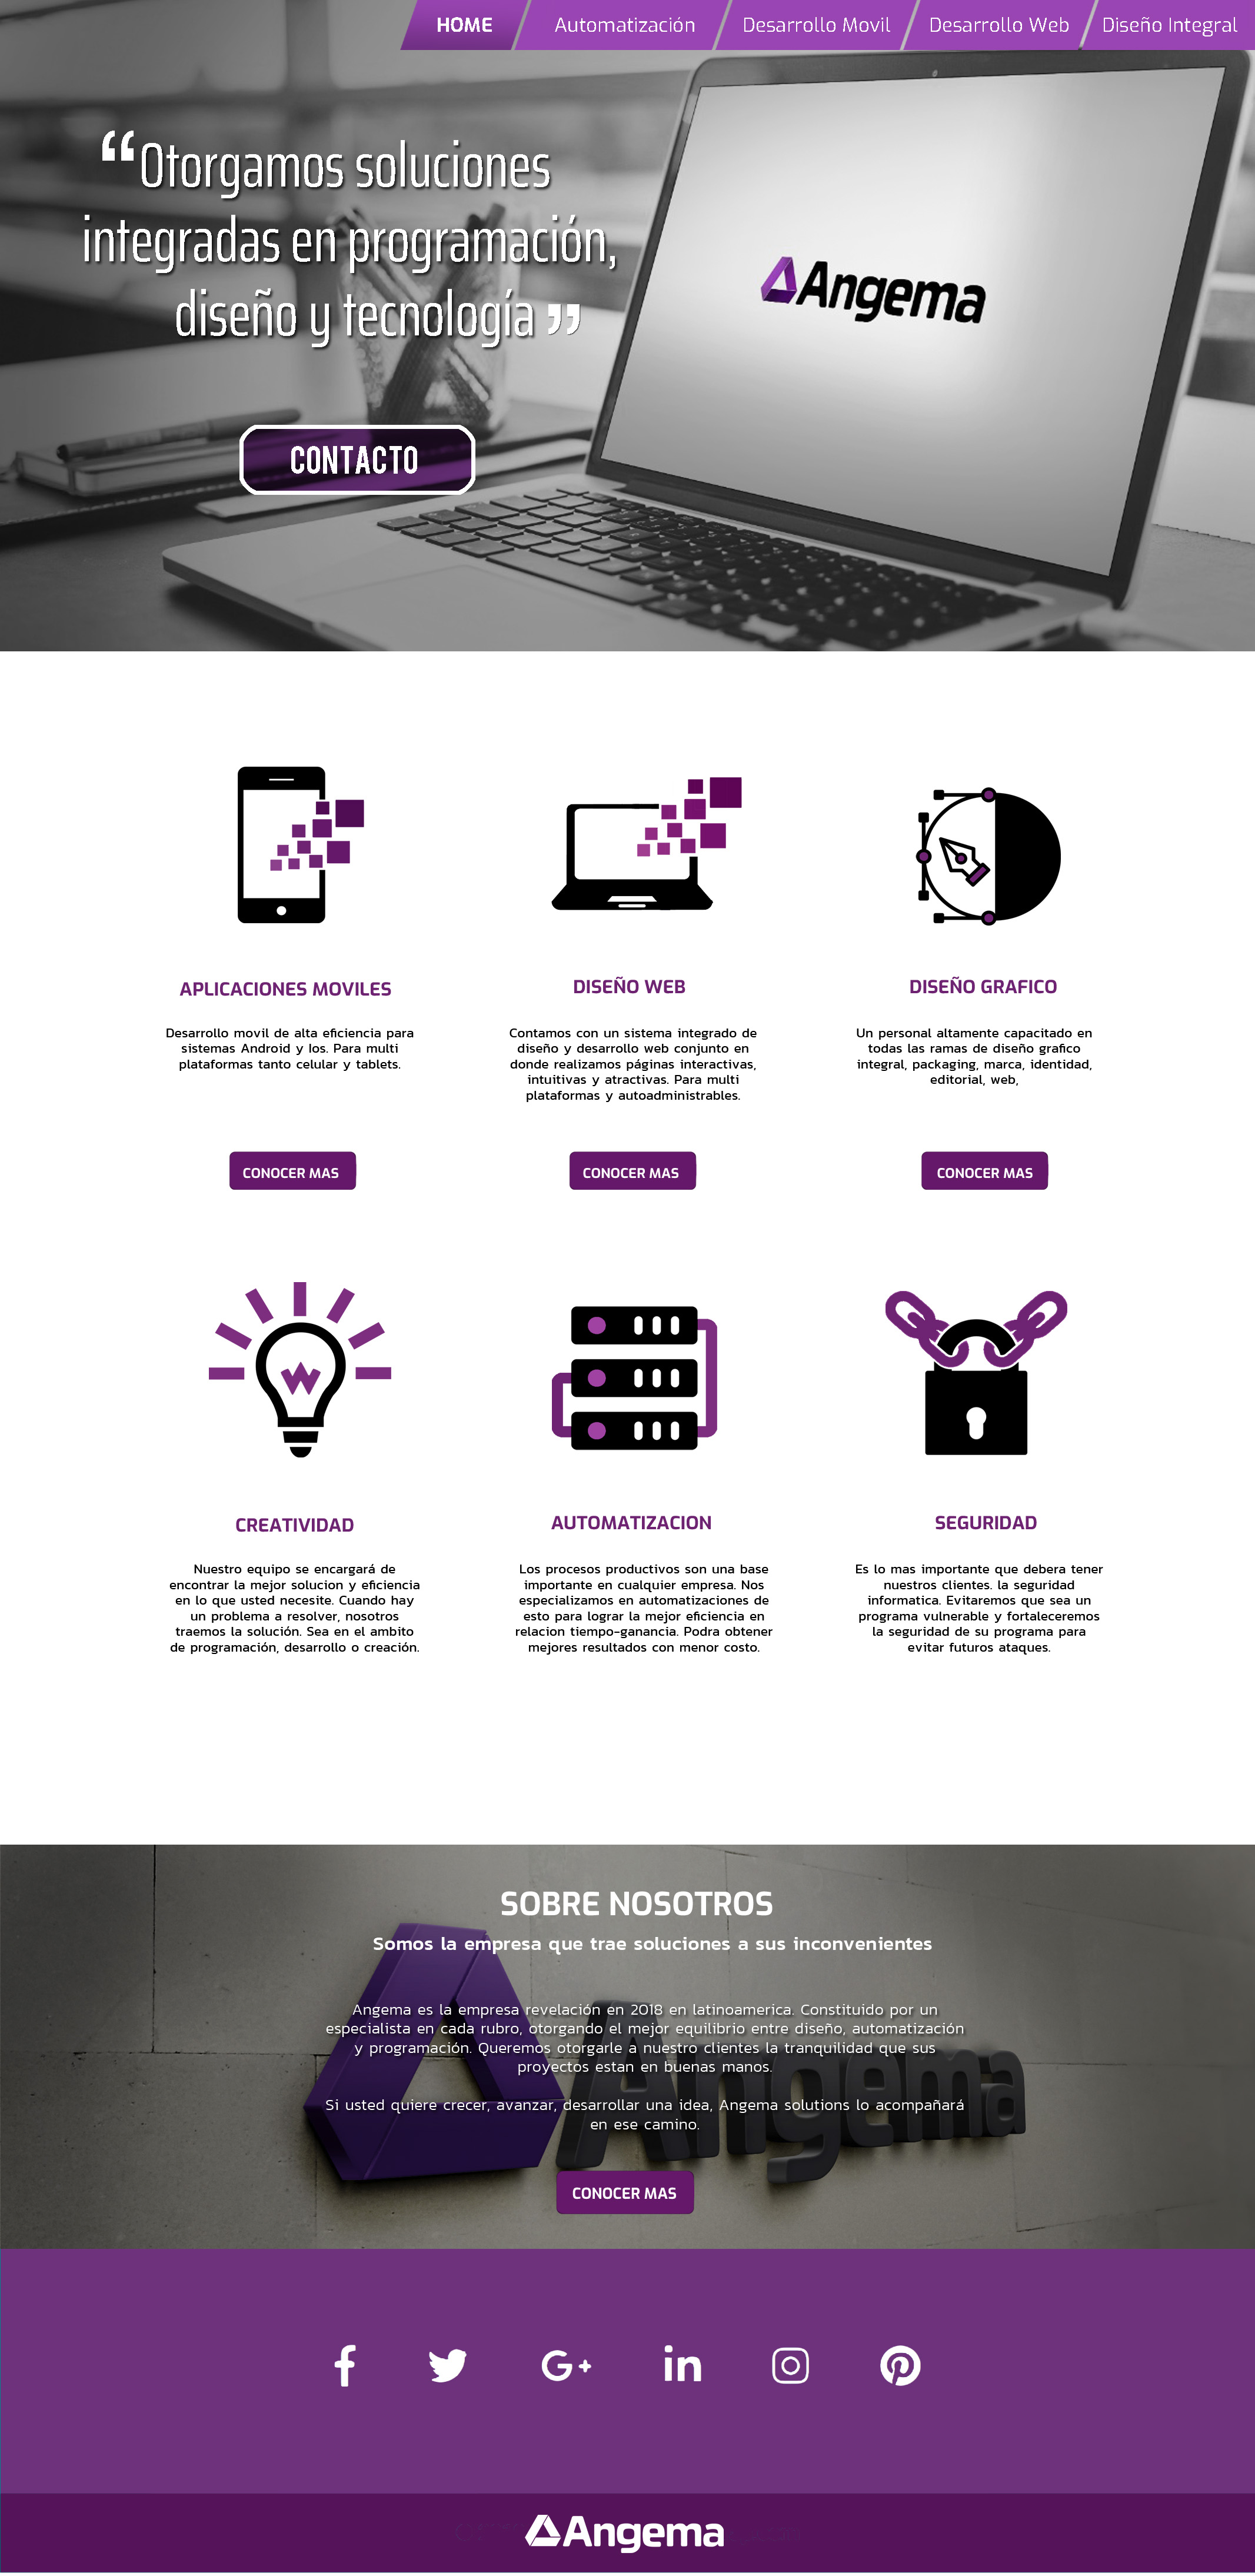 HOME
Automatización
Desarrollo Movil
Desarrollo Web
Diseño Integral
“Otorgamos soluciones
integradas en programación,
diseño y tecnología”
Angema
CONTACTO
APLICACIONES MOVILES
Desarrollo movil de alta eficiencia para
sistemas Android y Ios. Para multi
plataformas tanto celular y tablets.
CONOCER MAS
DISEÑO WEB
Contamos con un sistema integrado de
diseño y desarrollo web conjunto en
donde realizamos páginas interactivas,
intuitivas y atractivas. Para multi
plataformas y autoadministrables.
CONOCER MAS
DISEÑO GRAFICO
Un personal altamente capacitado en
todas las ramas de diseño grafico
integral, packaging, marca, identidad,
editorial, web,
CONOCER MAS
CREATIVIDAD
Nuestro equipo se encargará de
encontrar la mejor solucion y eficiencia
en lo que usted necesite. Cuando hay
un problema a resolver, nosotros
traemos la solución. Sea en el ambito
de programación, desarrollo o creación.
AUTOMATIZACION
Los procesos productivos son una base
importante en cualquier empresa. Nos
especializamos en automatizaciones de
esto para lograr la mejor eficiencia en
relacion tiempo-ganancia. Podra obtener
mejores resultados con menor costo.
SEGURIDAD
Es lo mas importante que debera tener
nuestros clientes. la seguridad
informatica. Evitaremos que sea un
programa vulnerable y fortaleceremos
la seguridad de su programa para
evitar futuros ataques.
SOBRE NOSOTROS
Somos la empresa que trae soluciones a sus inconvenientes
Angema es la empresa revelación en 2018 en latinoamerica. Constituido por un
especialista en cada rubro, otorgando el mejor equilibrio entre diseño, automatización
y programación. Queremos otorgarle a nuestro clientes la tranquilidad que sus
proyectos estan en buenas manos.
Si usted quiere crecer, avanzar, desarrollar una idea, Angema solutions lo acompañará
en ese camino.
Angema
CONOCER MAS
f
G+
in
Angema